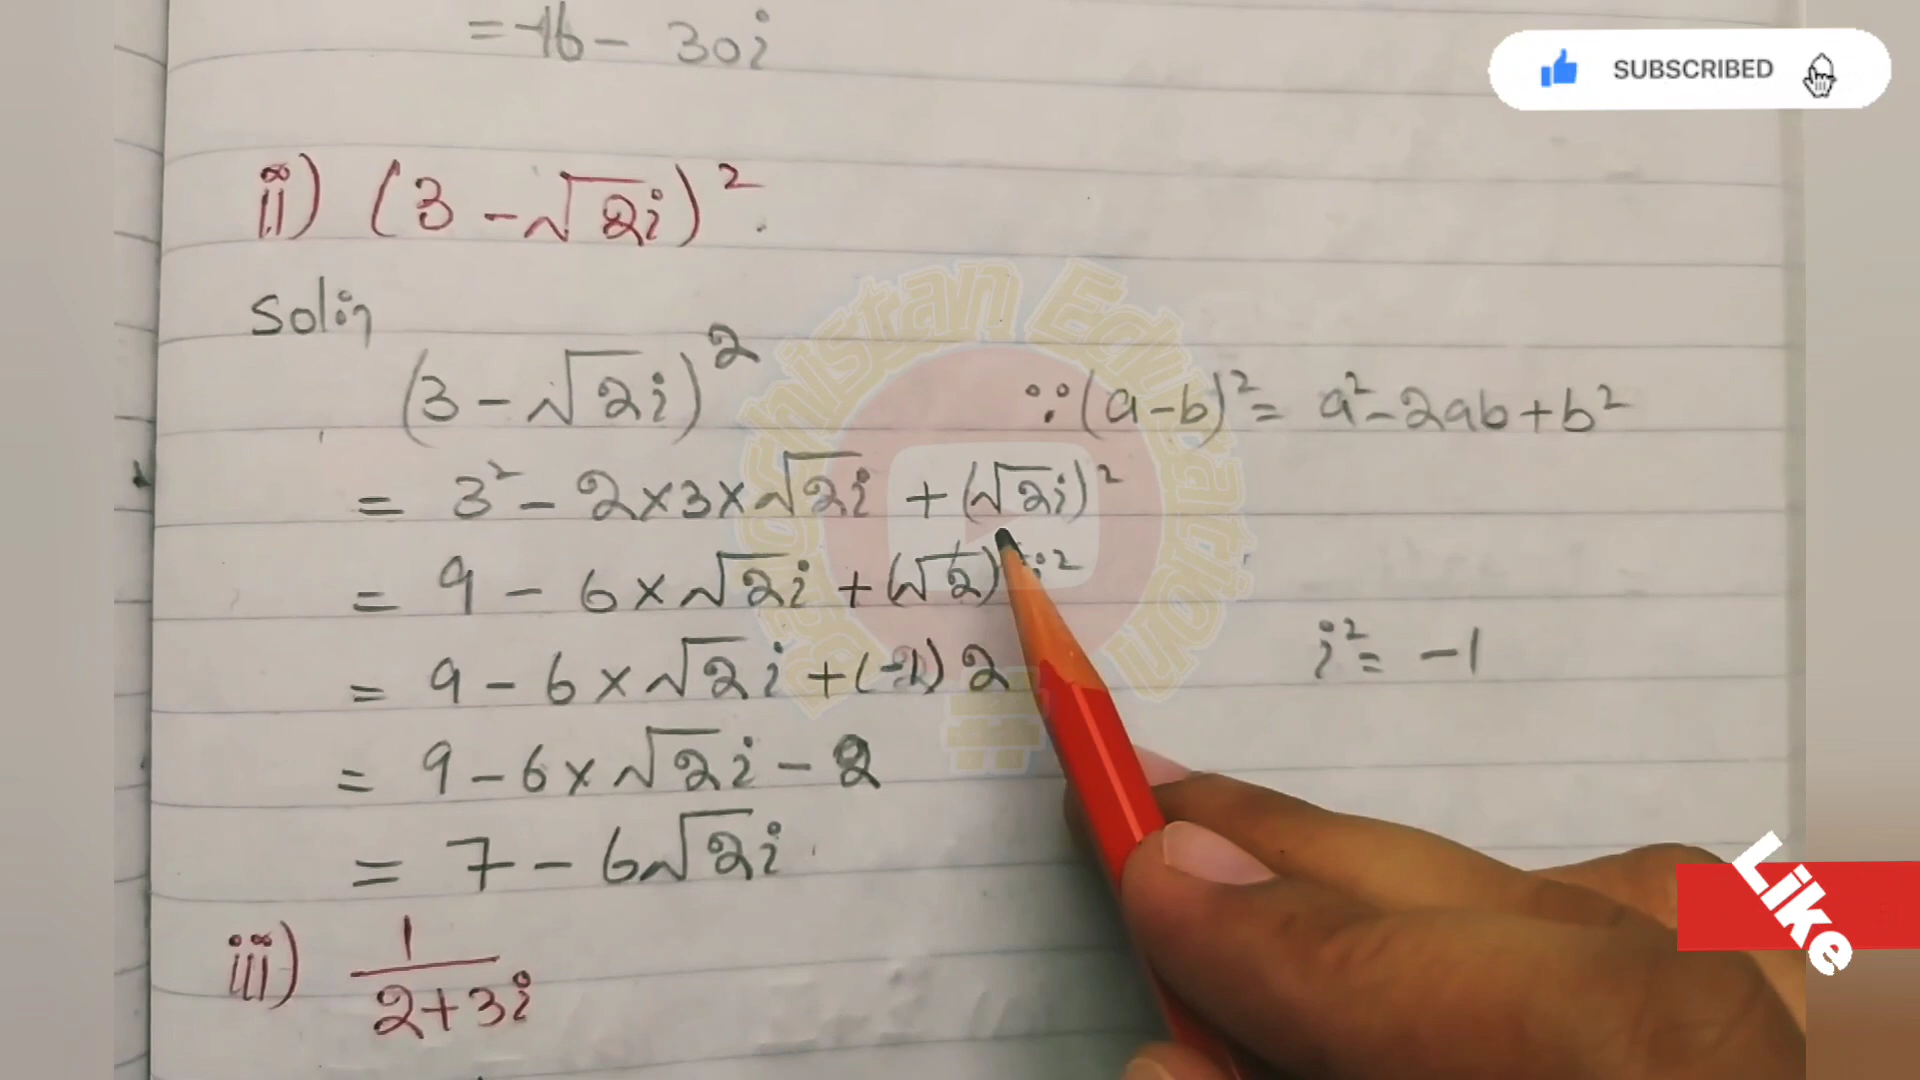 = -16 - 30i
SUBSCRIBED
ii) (3 - √2i)².
Soln
(3 - √2i)² ∵ (a-b)² = a² - 2ab + b²
= 3² - 2×3×√2i + (√2i)²
= 9 - 6×√2i + (√2)² i²
= 9 - 6×√2i + (-1) 2 i² = -1
= 9 - 6×√2i - 2
= 7 - 6√2i
iii) 1/(2+3i)
Like
Education